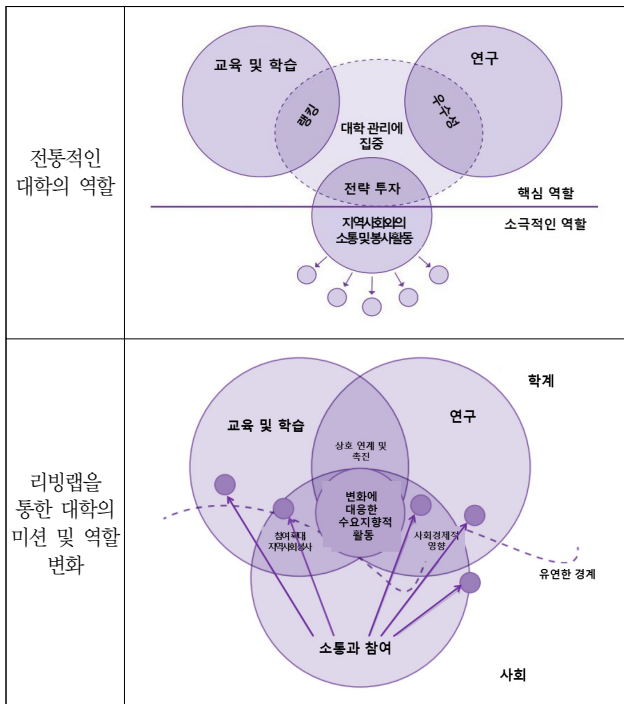 전통적인
대학의 역할
교육 및 학습
연구
랭킹
우수성
대학 관리에
집중
전략 투자
핵심 역할
지역사회와의
소통및봉사활동
소극적인 역할
리빙랩을
통한 대학의
미션 및 역할
변화
학계
교육 및 학습
연구
상호 연계 및
촉진
변화에
대응한
수요지향적
활동
참여확대
지역사회봉사
사회경제적
영향
유연한 경계
소통과 참여
사회